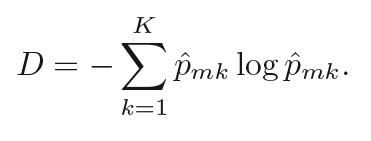 D = −∑_{k=1}^{K} p̂_{mk} log p̂_{mk}.